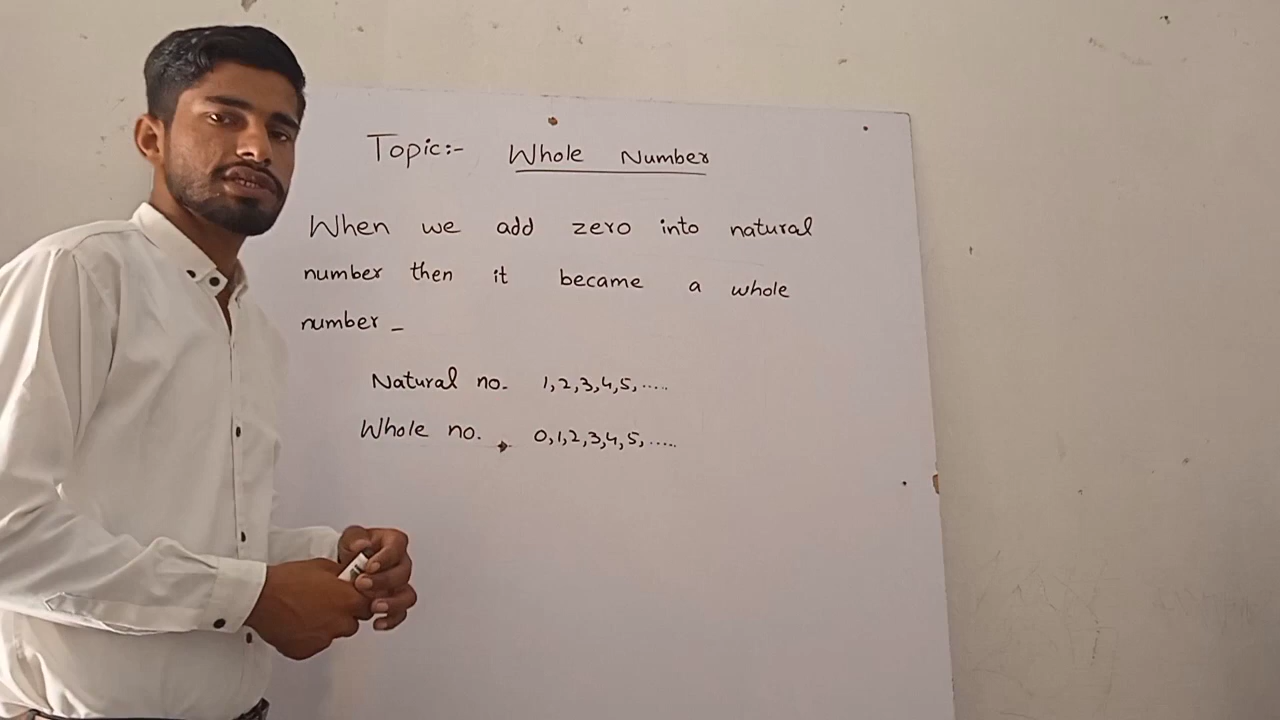 Topic:- Whole Number
When we add zero into natural
number then it became a whole
number -
Natural no. 1,2,3,4,5,.....
Whole no. 0,1,2,3,4,5,.....